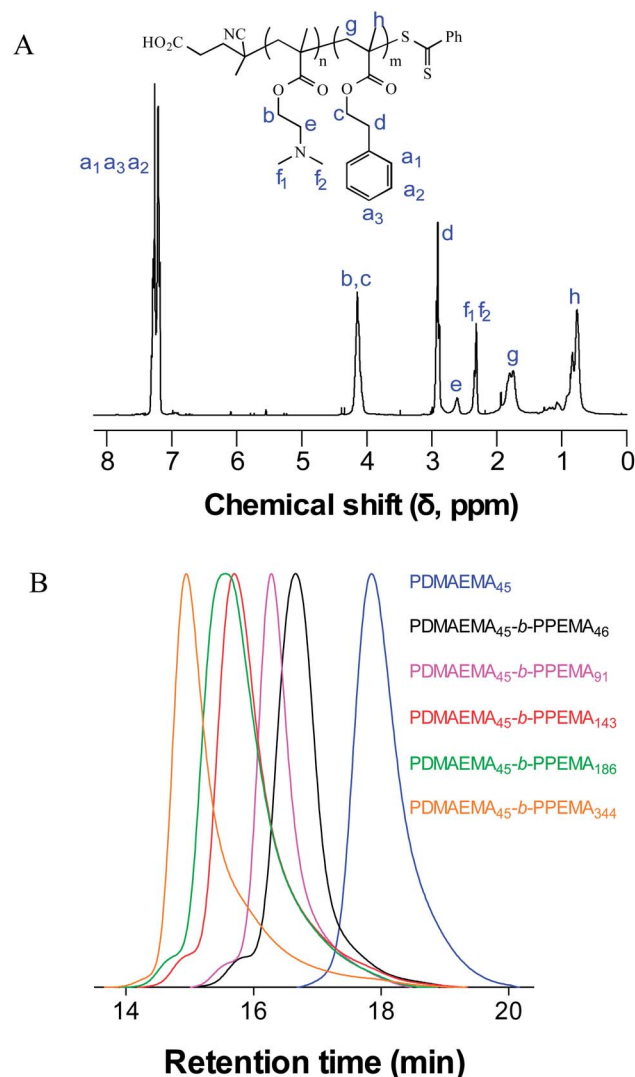 A
HO₂C
NC
n
g
h
m
S
Ph
S
O
O
O
O
b
e
c
d
N
f₁
f₂
a₁
a₂
a₃
a₁ a₃ a₂
b,c
d
e
f₁ f₂
g
h
8 7 6 5 4 3 2 1 0
Chemical shift (δ, ppm)
B
PDMAEMA₄₅
PDMAEMA₄₅-b-PPEMA₄₆
PDMAEMA₄₅-b-PPEMA₉₁
PDMAEMA₄₅-b-PPEMA₁₄₃
PDMAEMA₄₅-b-PPEMA₁₈₆
PDMAEMA₄₅-b-PPEMA₃₄₄
14 16 18 20
Retention time (min)